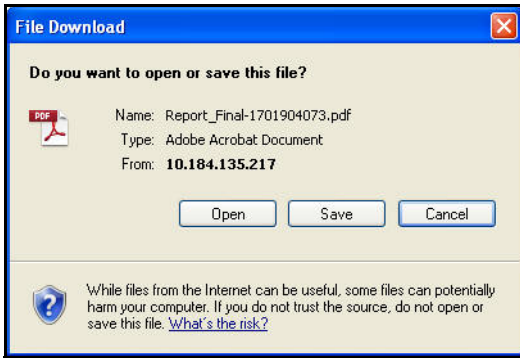 File Download
Do you want to open or save this file?
PDF
Name: Report_Final-1701904073.pdf
Type: Adobe Acrobat Document
From: 10.184.135.217
Open Save Cancel
While files from the Internet can be useful, some files can potentially
harm your computer. If you do not trust the source, do not open or
save this file. What's the risk?